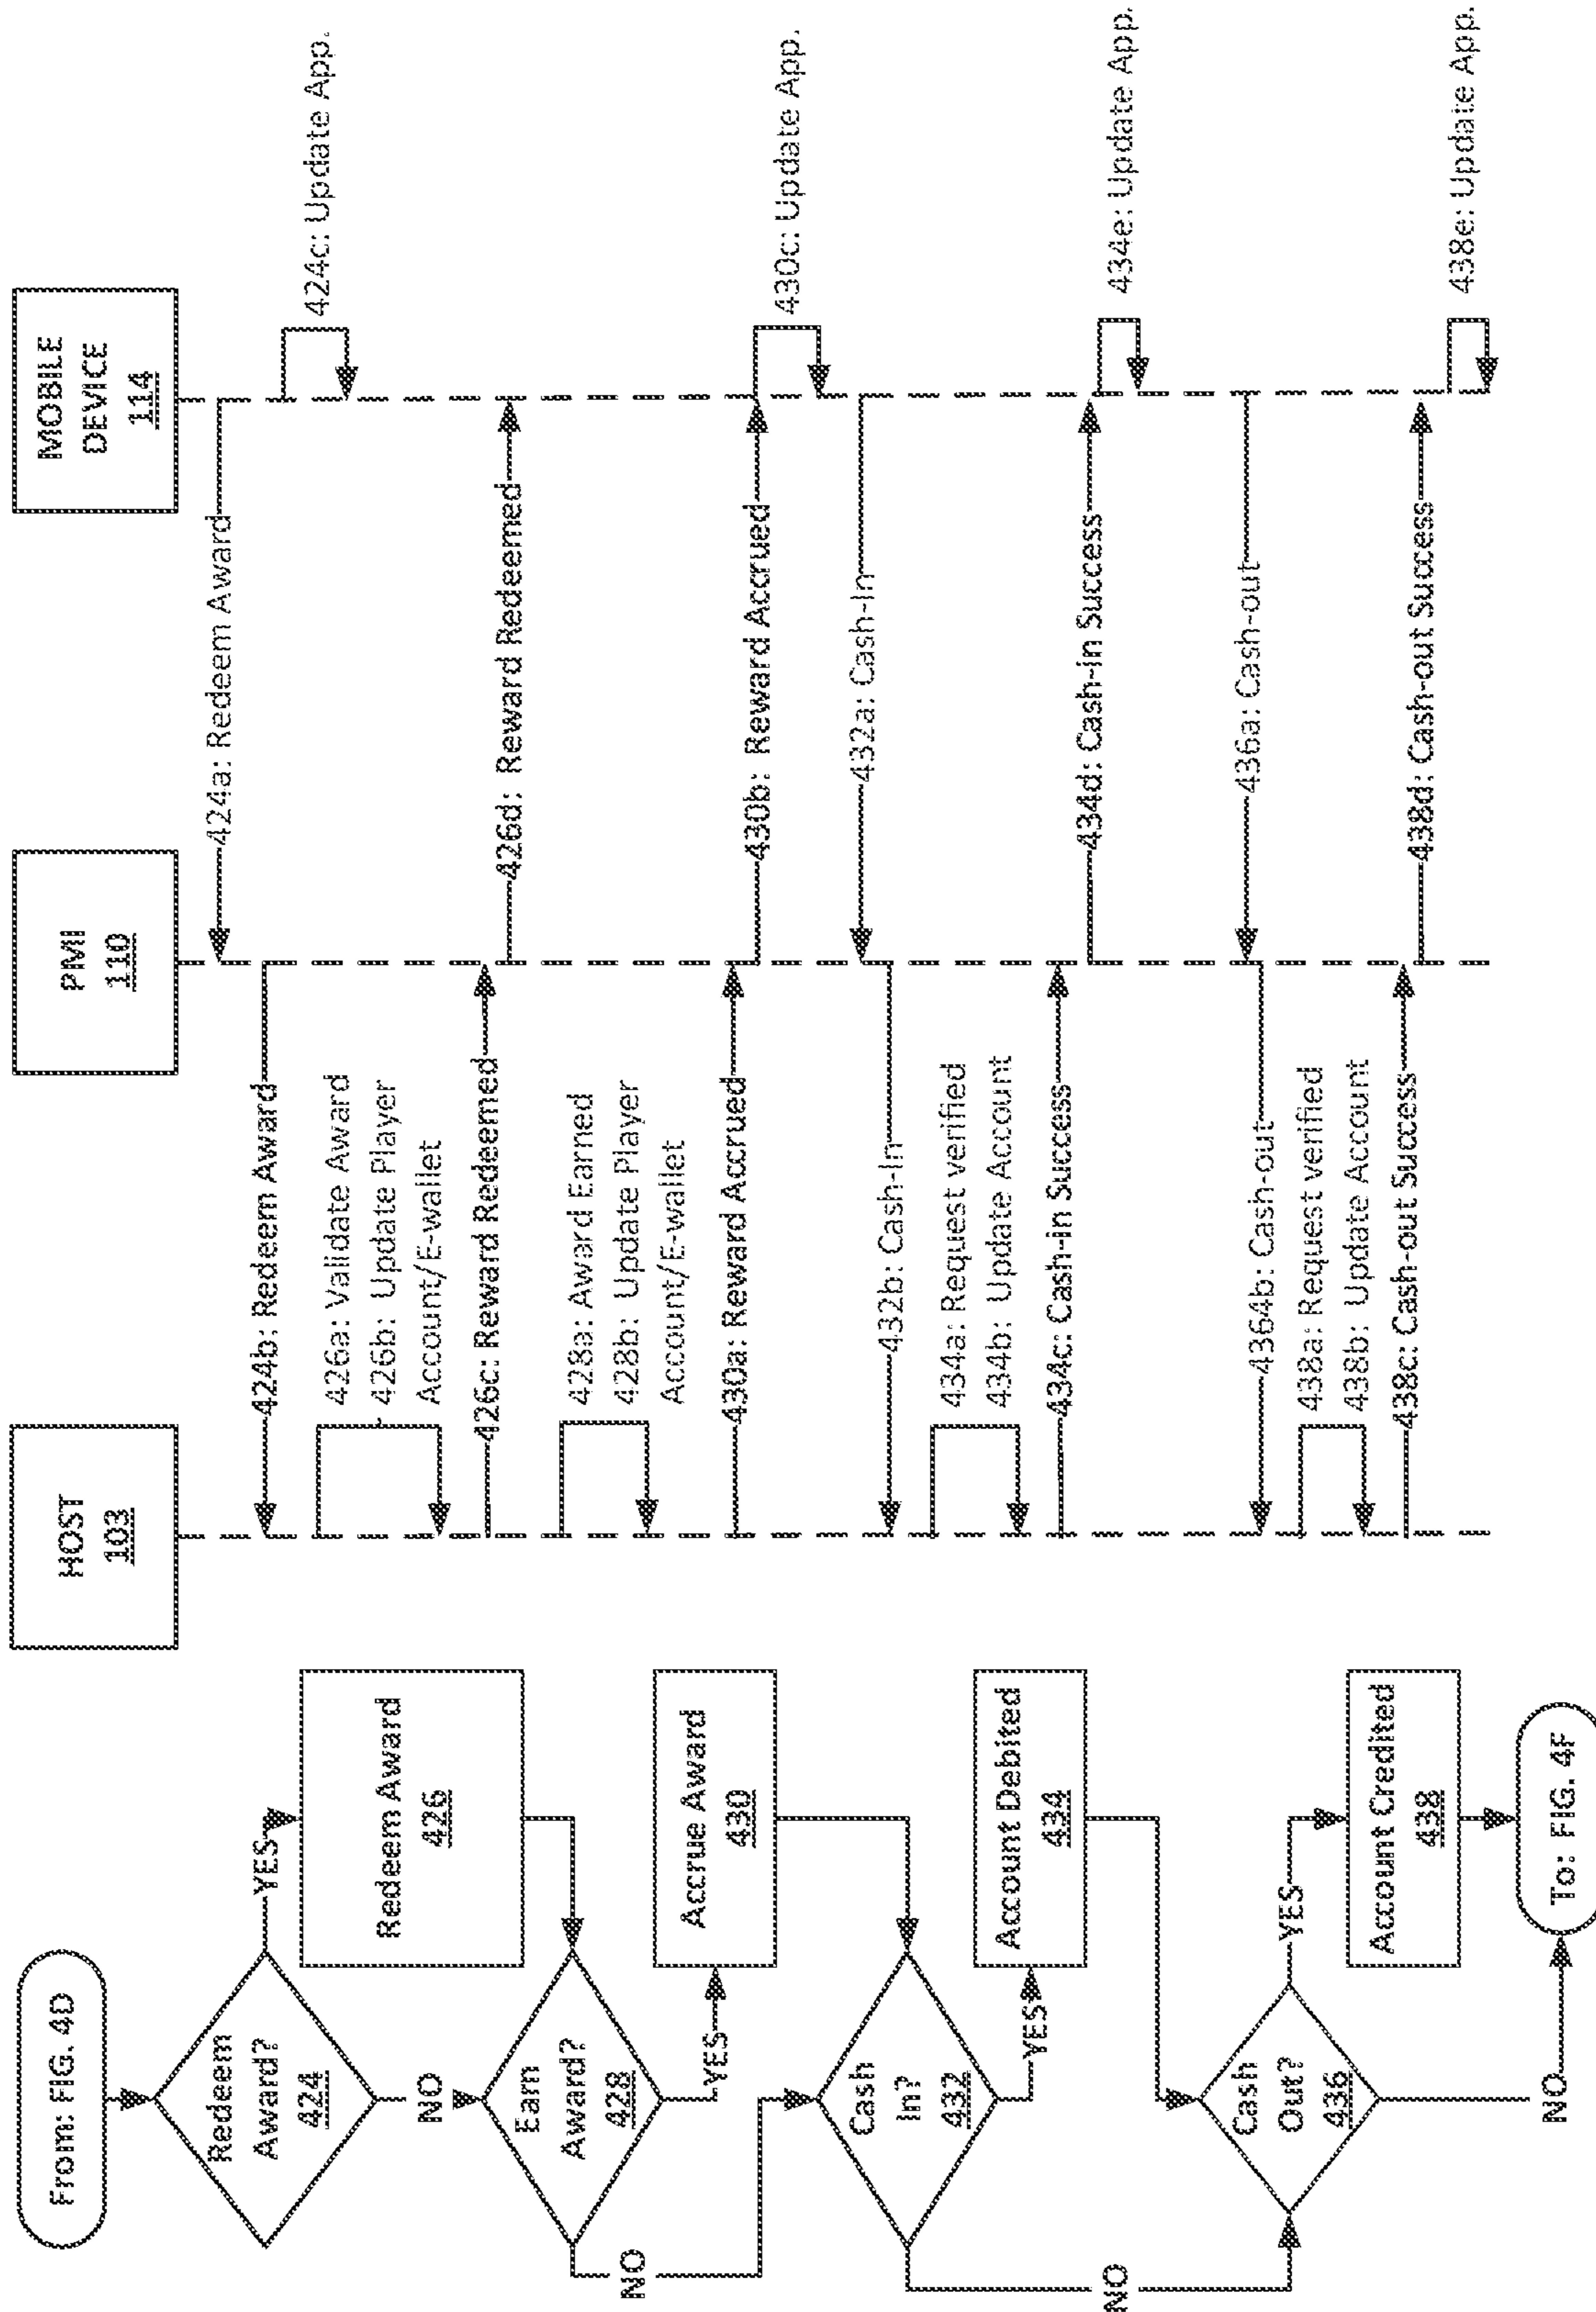 From: FIG. 4D
Redeem
Award?
424
YES
Redeem Award
426
NO
Earn
Award?
428
YES
Accrue Award
430
NO
Cash
In?
432
YES
Account Debited
434
NO
Cash
Out?
436
YES
Account Credited
438
NO
To: FIG. 4F
HOST
103
PMI
110
MOBILE
DEVICE
114
424a: Redeem Award
424b: Redeem Award
424c: Update App.
426a: Validate Award
426b: Update Player
Account/E-wallet
426c: Reward Redeemed
426d: Reward Redeemed
428a: Award Earned
428b: Update Player
Account/E-wallet
430a: Reward Accrued
430b: Reward Accrued
430c: Update App.
432a: Cash-In
432b: Cash-In
434a: Request verified
434b: Update Account
434c: Cash-in Success
434d: Cash-in Success
434e: Update App.
436a: Cash-out
4364b: Cash-out
438a: Request verified
438b: Update Account
438c: Cash-out Success
438d: Cash-out Success
438e: Update App.